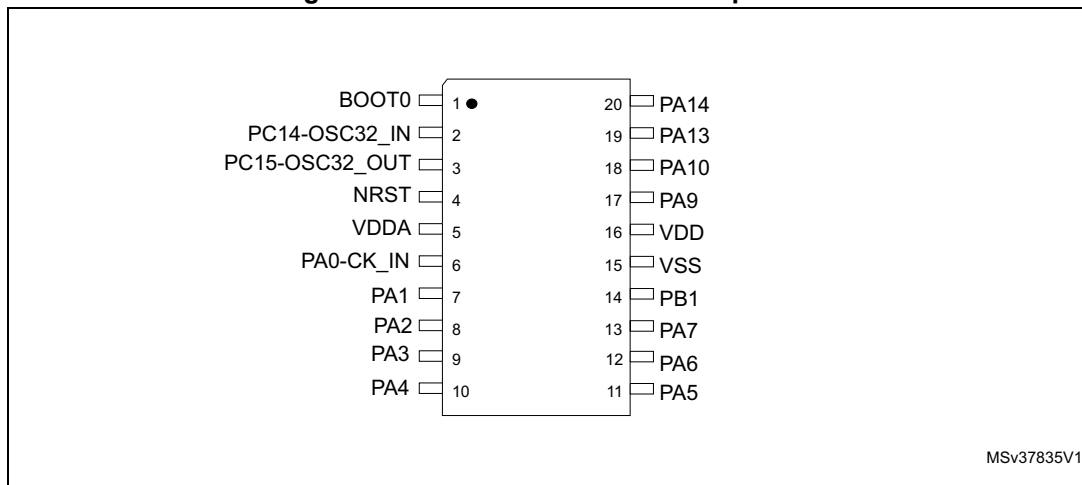 BOOT0 1 20 PA14
PC14-OSC32_IN 2 19 PA13
PC15-OSC32_OUT 3 18 PA10
NRST 4 17 PA9
VDDA 5 16 VDD
PA0-CK_IN 6 15 VSS
PA1 7 14 PB1
PA2 8 13 PA7
PA3 9 12 PA6
PA4 10 11 PA5
MSv37835V1